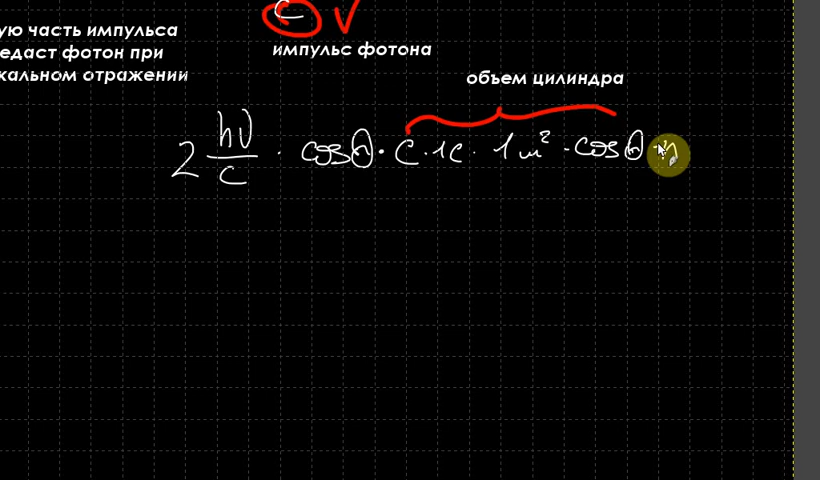 c
ую часть импульса
едаст фотон при
кальном отражении
импульс фотона
объем цилиндра
2 hν/c · cosθ · c · 1c · 1м² · cosθ · n